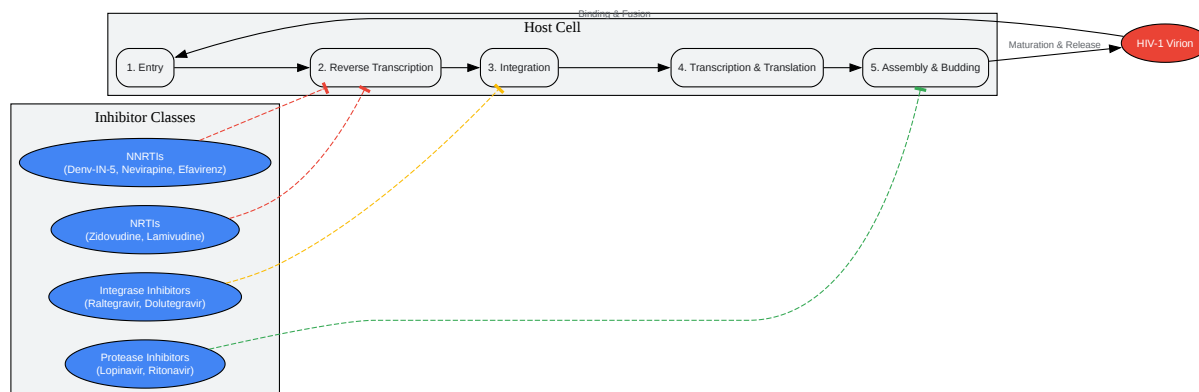 Binding & Fusion
Host Cell
HIV-1 Virion
Maturation & Release
1. Entry
2. Reverse Transcription
3. Integration
4. Transcription & Translation
5. Assembly & Budding
Inhibitor Classes
NNRTIs
(Denv-IN-5, Nevirapine, Efavirenz)
NRTIs
(Zidovudine, Lamivudine)
Integrase Inhibitors
(Raltegravir, Dolutegravir)
Protease Inhibitors
(Lopinavir, Ritonavir)